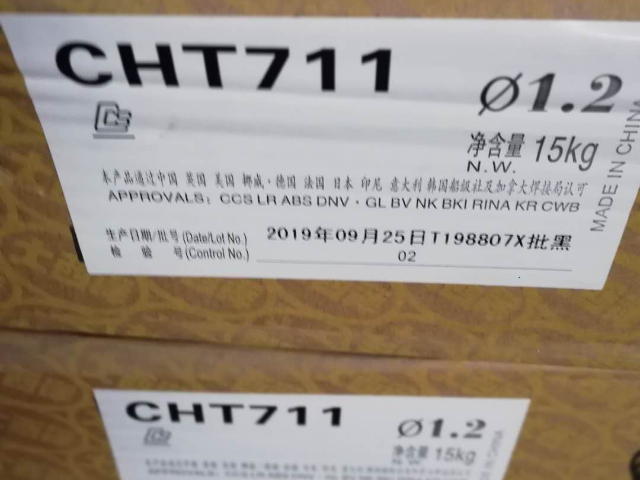 CHT711
Ø1.2
净含量 15kg
N.W.
MADE IN CHINA
本产品通过中国 英国 美国 挪威·德国 法国 日本 印尼 意大利 韩国船级社及加拿大焊接局认可
APPROVALS: CCS LR ABS DNV·GL BV NK BKI RINA KR CWB
生产日期/批号 (Date/Lot No.) 2019年09月25日T198807X批黑
检 验 号 (Control No.) 02
CHT711
Ø1.2
净含量 15kg
N.W.
MADE IN CHINA